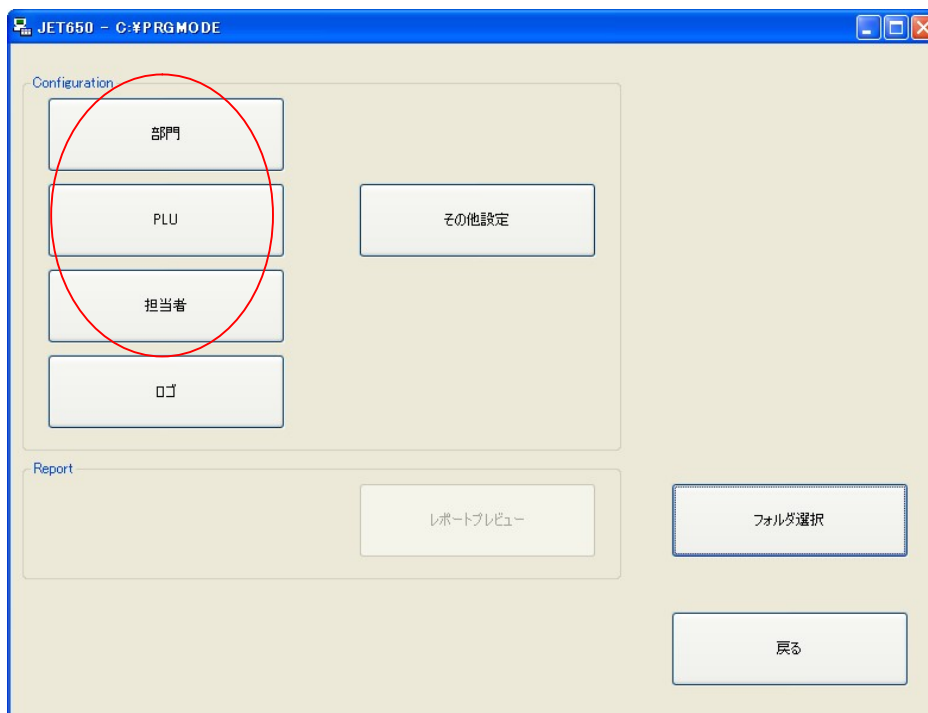 JET650 - C:¥PRGMODE
Configuration
部門
PLU
その他設定
担当者
ロゴ
Report
レポートプレビュー
フォルダ選択
戻る